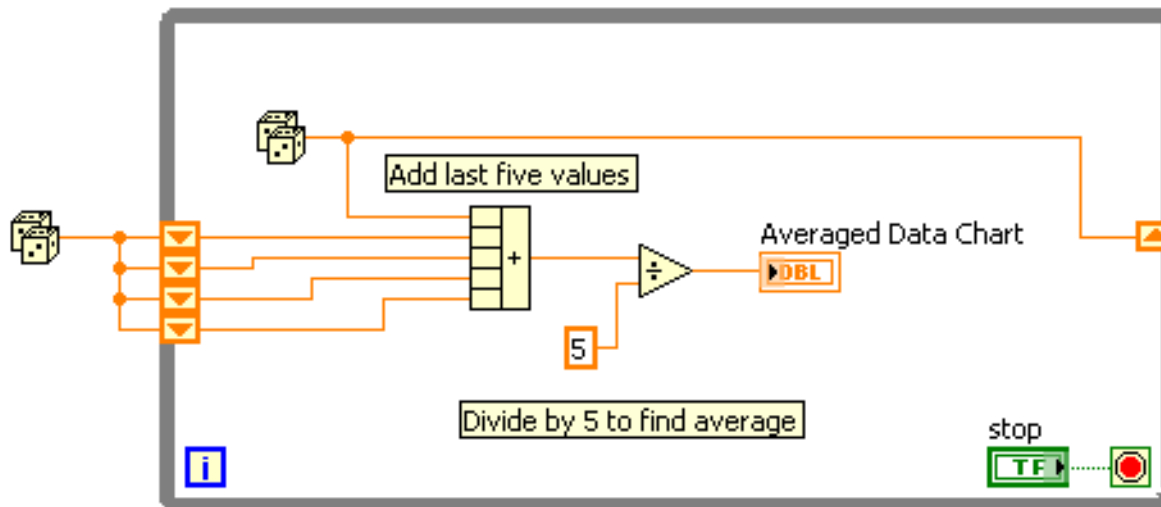 Add last five values
+
Averaged Data Chart
÷
DBL
5
Divide by 5 to find average
stop
i
TF